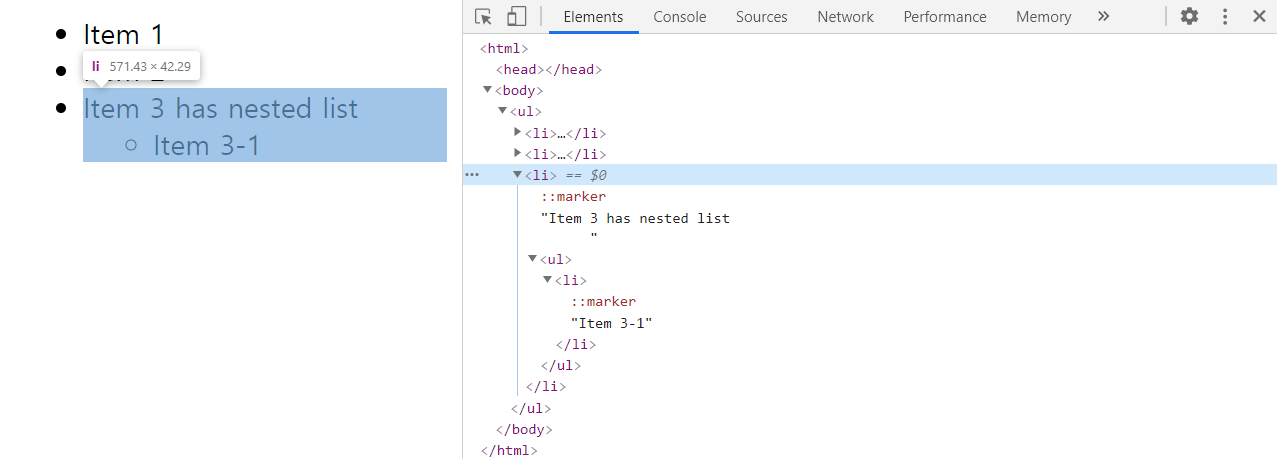 Item 1
li 571.43 × 42.29
Item 3 has nested list
Item 3-1
Elements Console Sources Network Performance Memory »
<html>
<head></head>
<body>
<ul>
<li>…</li>
<li>…</li>
… <li> == $0
::marker
"Item 3 has nested list
"
<ul>
<li>
::marker
"Item 3-1"
</li>
</ul>
</li>
</ul>
</body>
</html>